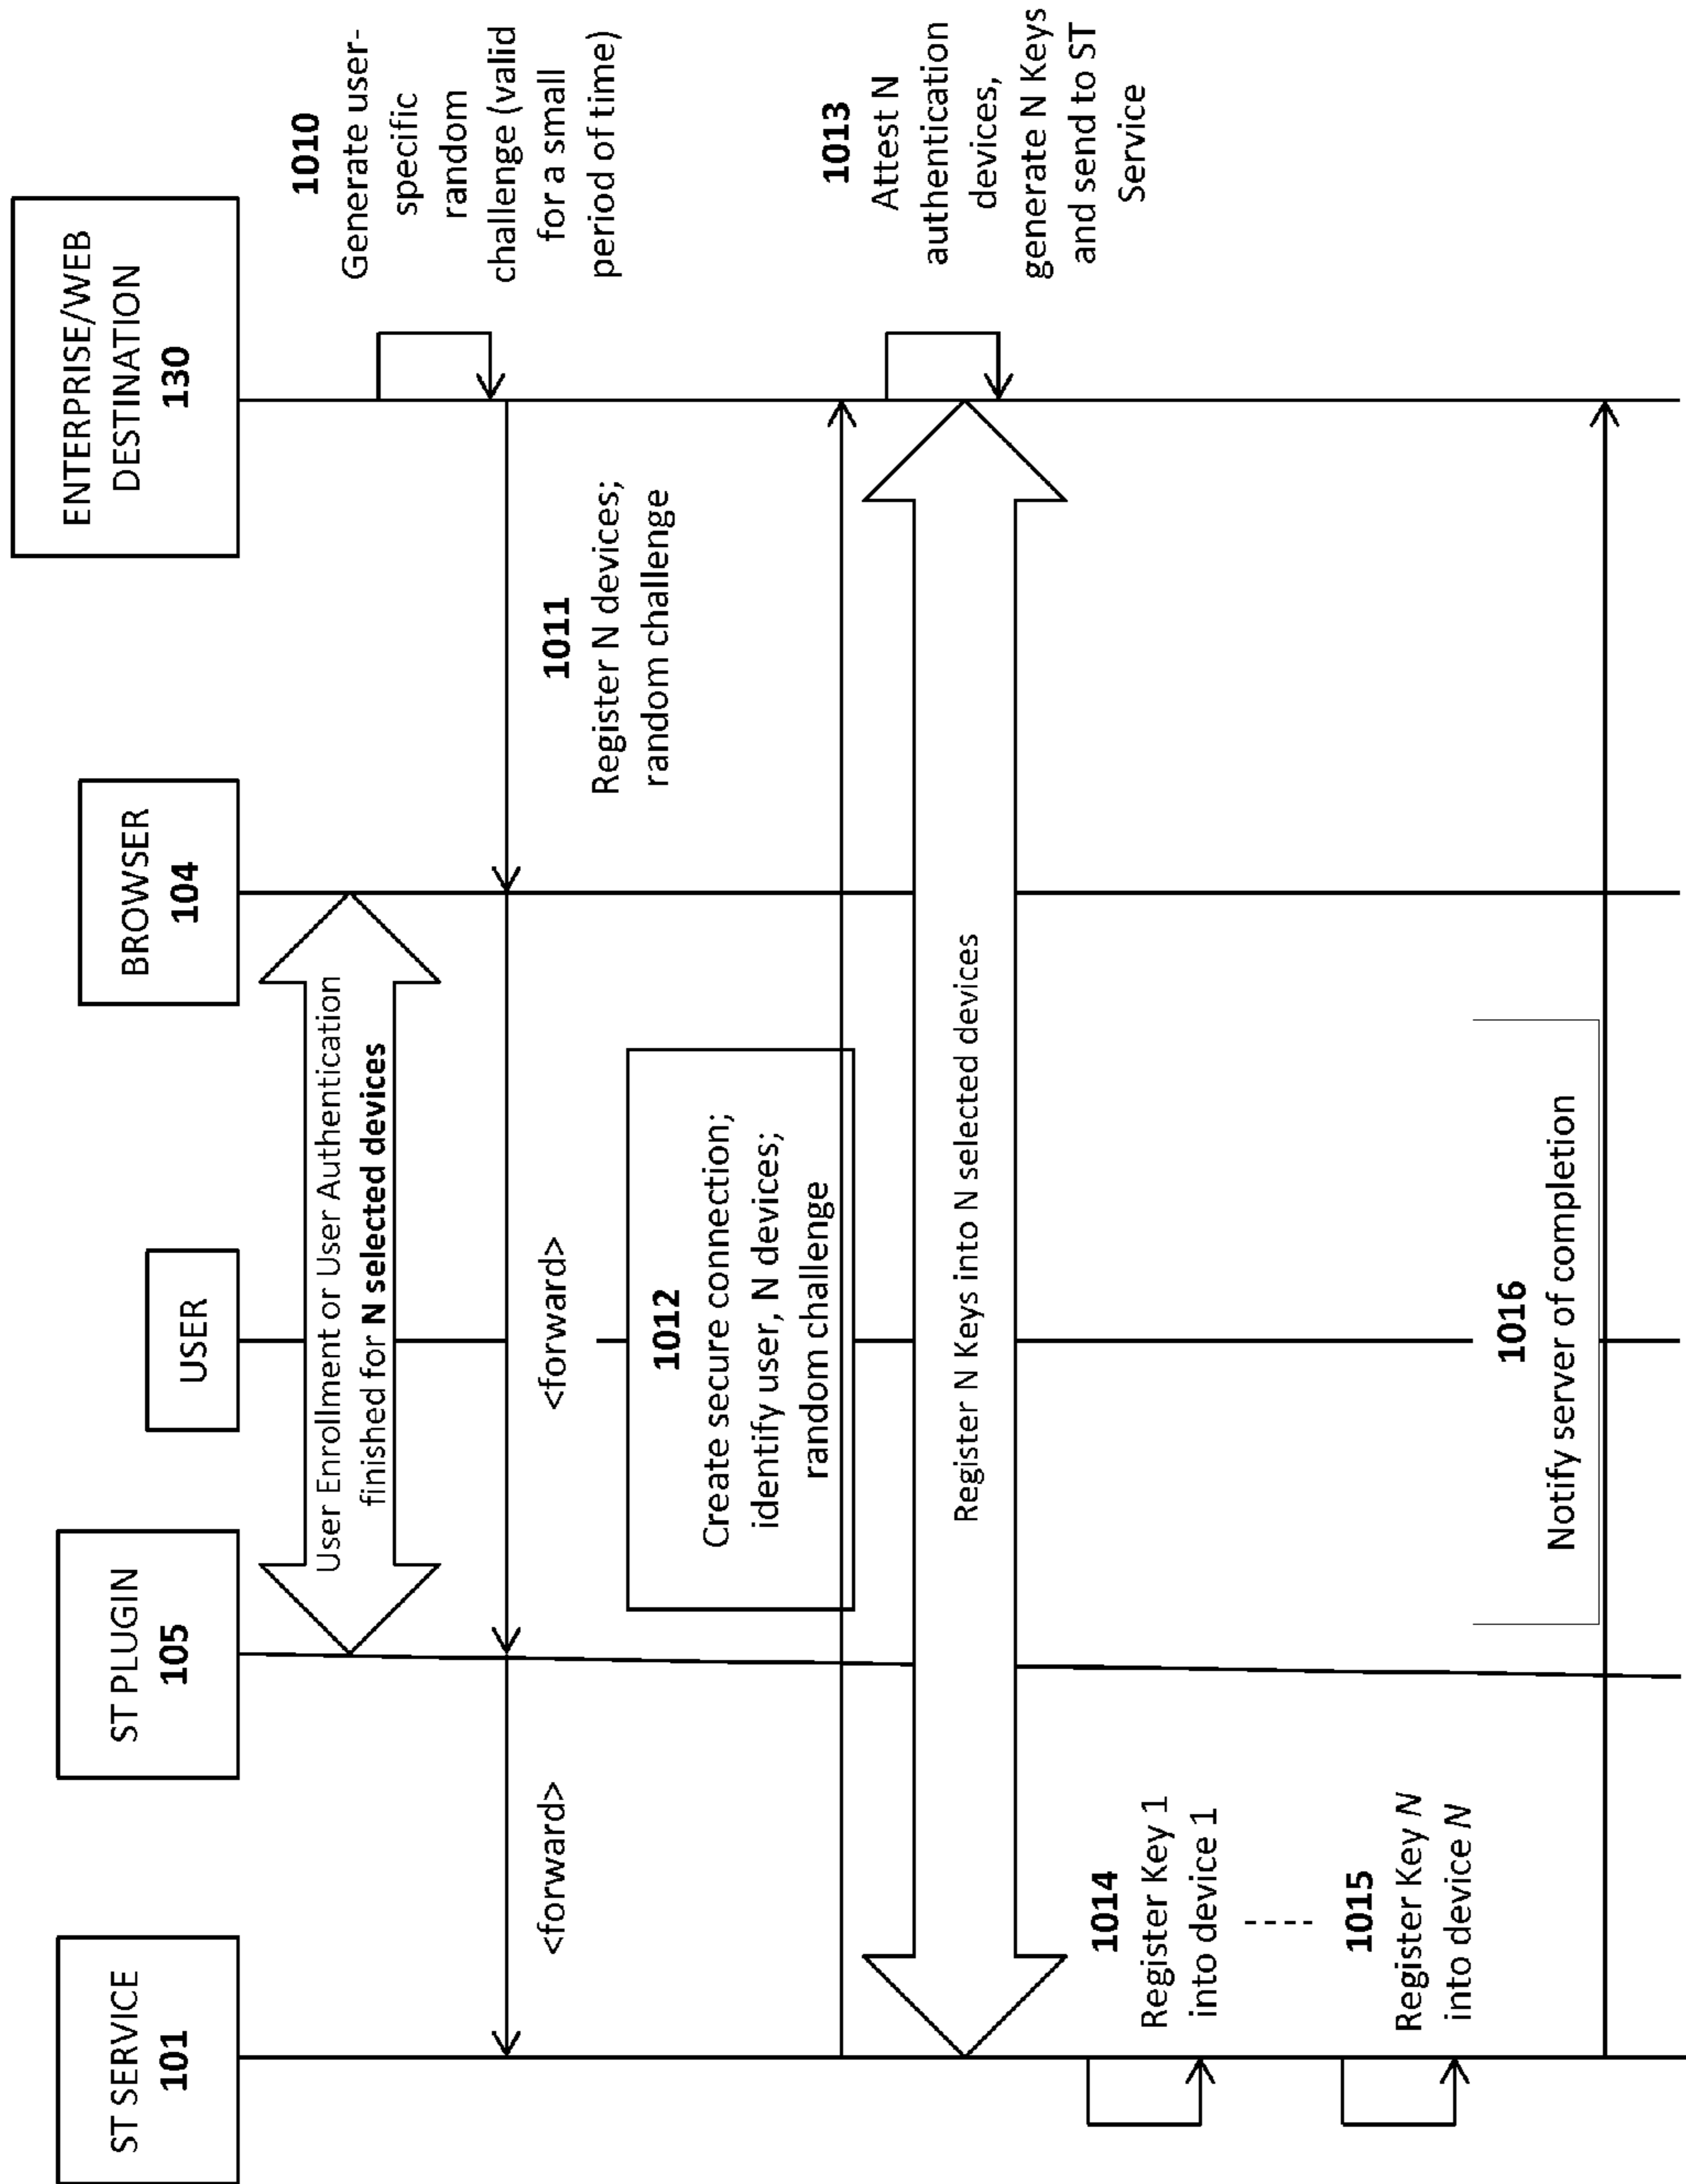 ST SERVICE
101
ST PLUGIN
105
USER
BROWSER
104
ENTERPRISE/WEB
DESTINATION
130
User Enrollment or User Authentication
finished for N selected devices
1010
Generate user-
specific
random
challenge (valid
for a small
period of time)
1011
Register N devices;
random challenge
<forward>
<forward>
1012
Create secure connection;
identify user, N devices;
random challenge
1013
Attest N
authentication
devices,
generate N Keys
and send to ST
Service
Register N Keys into N selected devices
1014
Register Key 1
into device 1
1015
Register Key N
into device N
1016
Notify server of completion